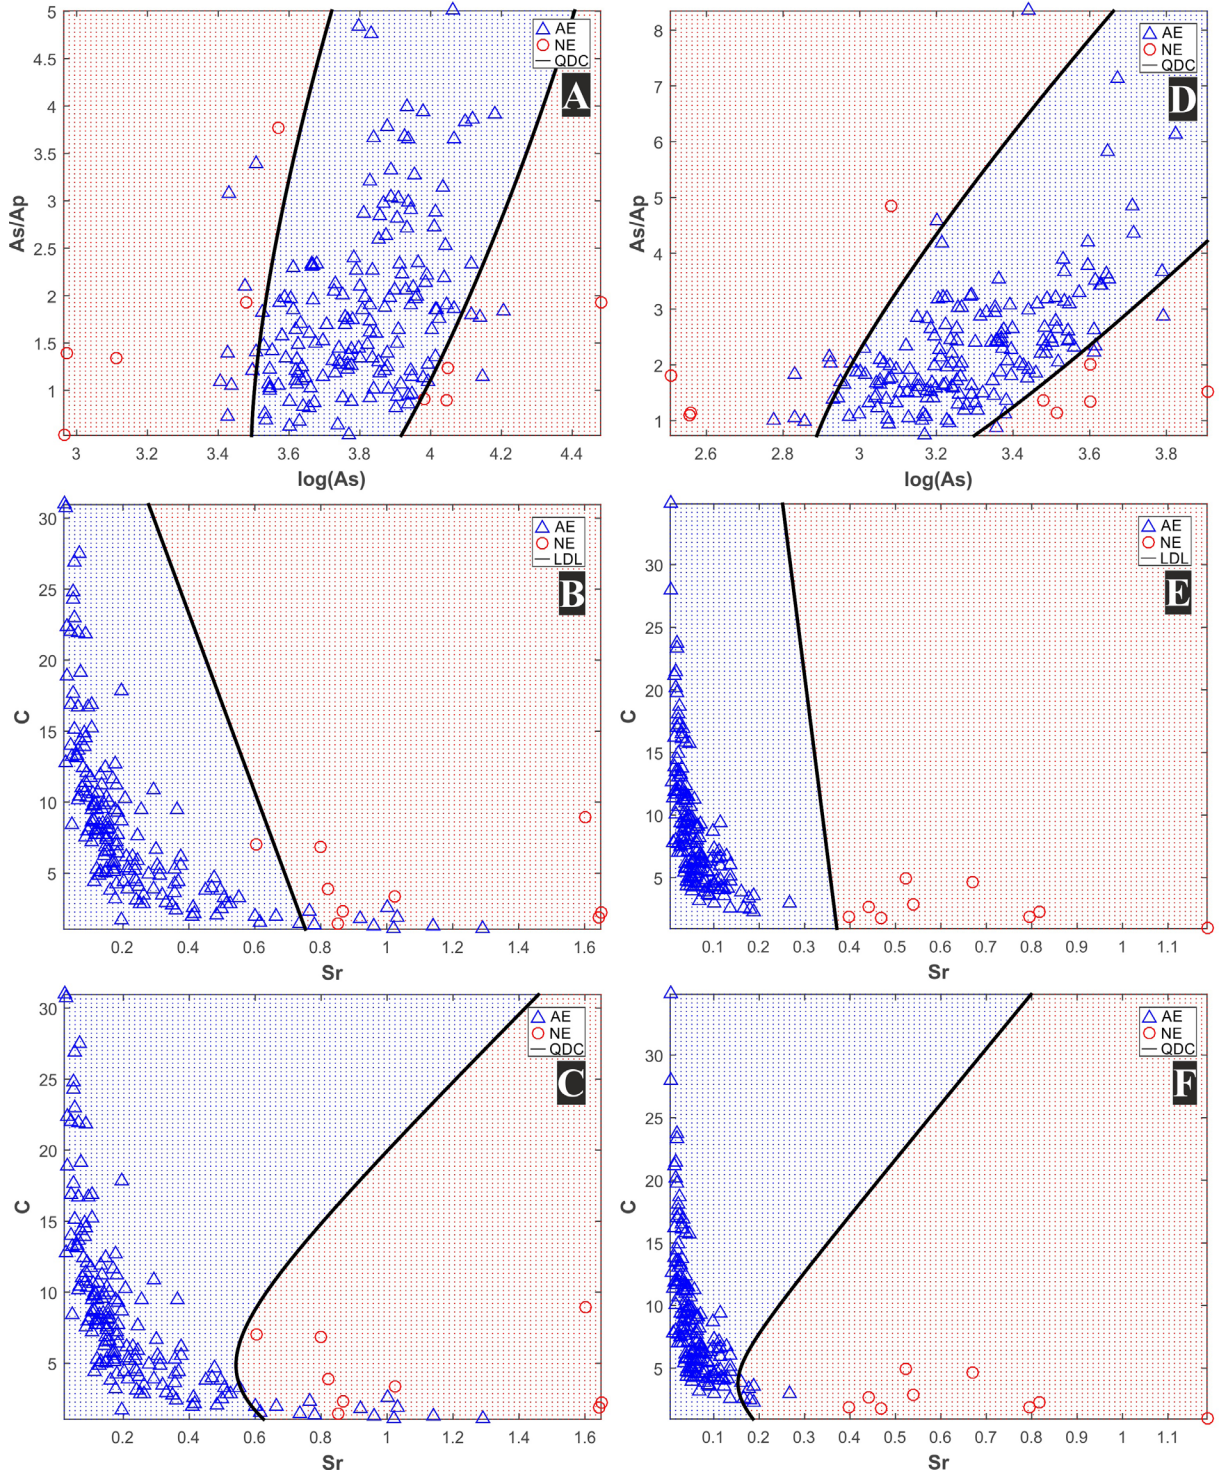 5
4.5
4
3.5
3
2.5
2
1.5
1
As/Ap
3 3.2 3.4 3.6 3.8 4 4.2 4.4
log(As)
AE
NE
QDC
A
8
7
6
5
4
3
2
1
As/Ap
2.6 2.8 3 3.2 3.4 3.6 3.8
log(As)
AE
NE
QDC
D
30
25
20
15
10
5
C
0.2 0.4 0.6 0.8 1 1.2 1.4 1.6
Sr
AE
NE
LDL
B
30
25
20
15
10
5
C
0.1 0.2 0.3 0.4 0.5 0.6 0.7 0.8 0.9 1 1.1
Sr
AE
NE
LDL
E
30
25
20
15
10
5
C
0.2 0.4 0.6 0.8 1 1.2 1.4 1.6
Sr
AE
NE
QDC
C
30
25
20
15
10
5
C
0.1 0.2 0.3 0.4 0.5 0.6 0.7 0.8 0.9 1 1.1
Sr
AE
NE
QDC
F